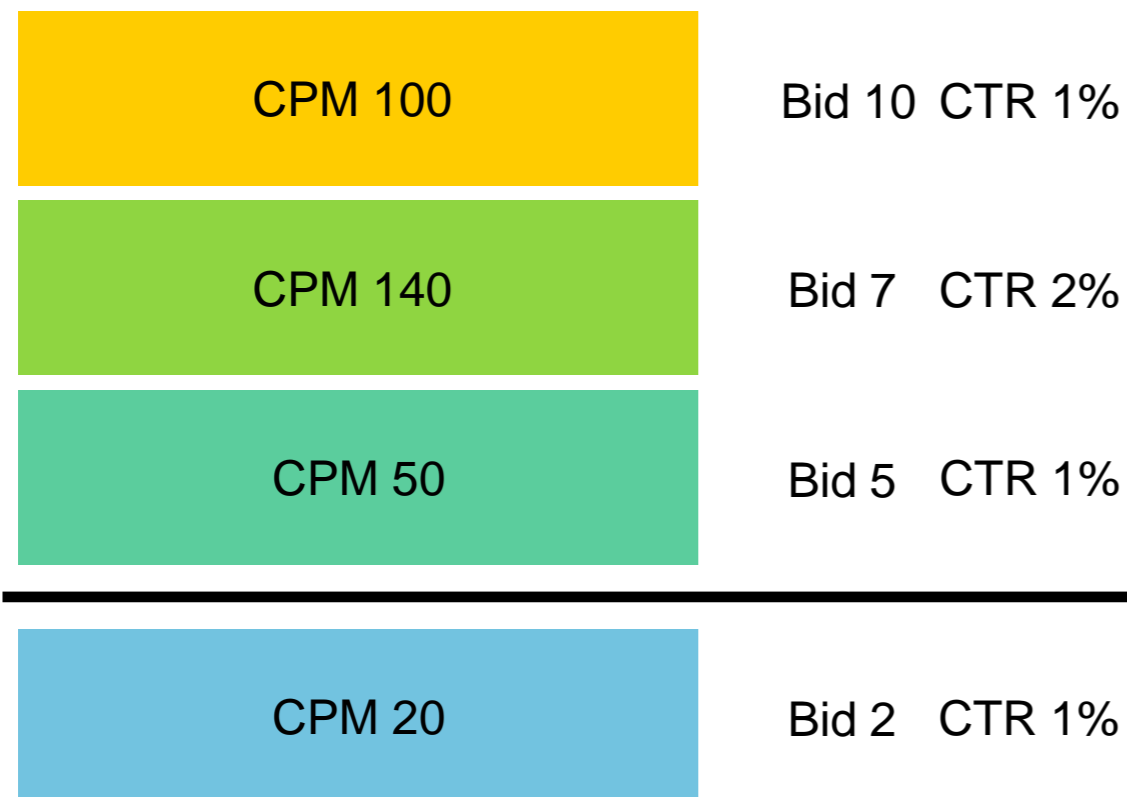 CPM 100 Bid 10 CTR 1%
CPM 140 Bid 7 CTR 2%
CPM 50 Bid 5 CTR 1%
CPM 20 Bid 2 CTR 1%